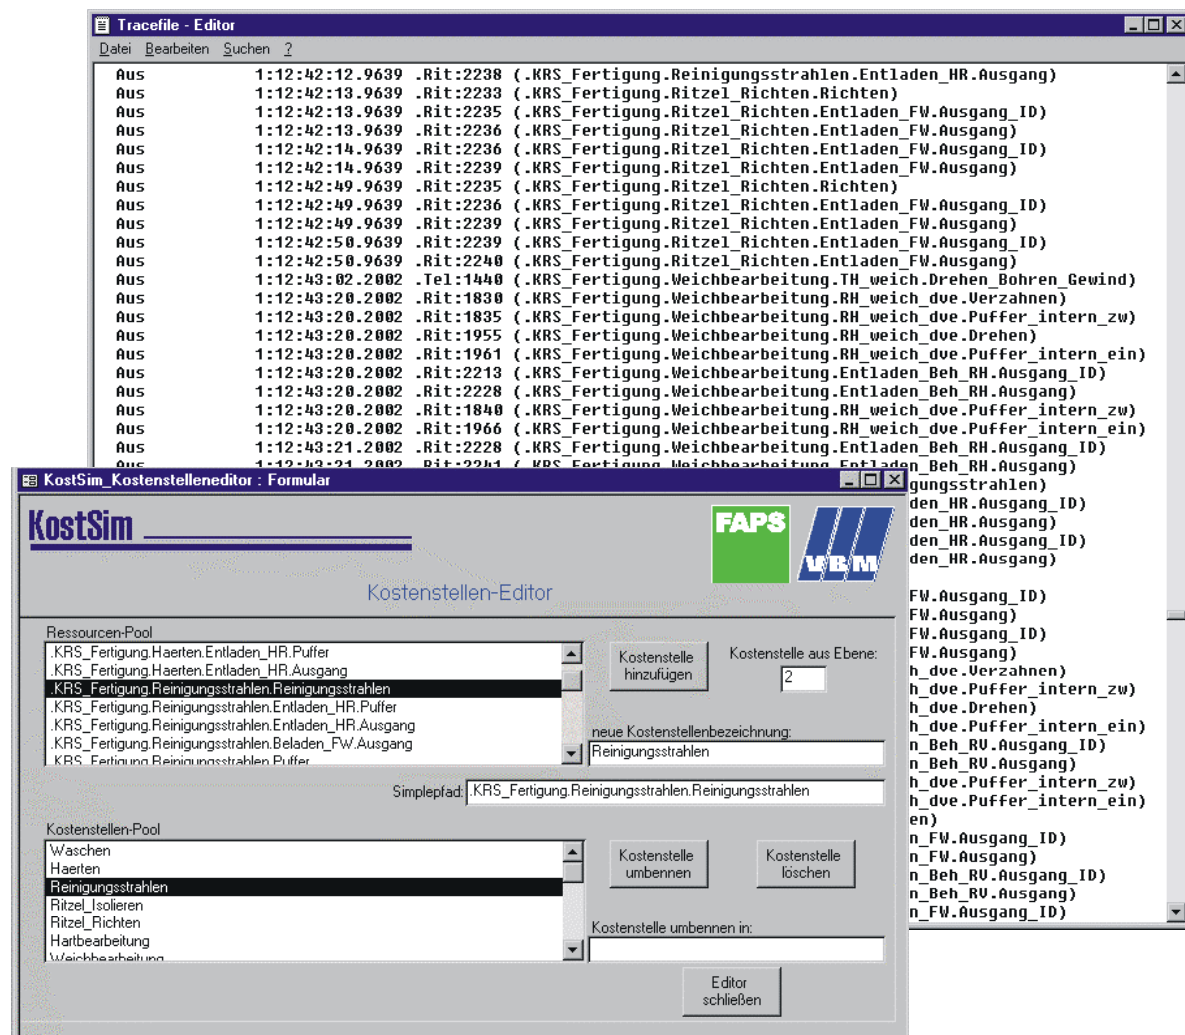 Tracefile - Editor
Datei Bearbeiten Suchen ?
Aus 1:12:42:12.9639 .Rit:2238 (.KRS_Fertigung.Reinigungsstrahlen.Entladen_HR.Ausgang)
Aus 1:12:42:13.9639 .Rit:2233 (.KRS_Fertigung.Ritzel_Richten.Richten)
Aus 1:12:42:13.9639 .Rit:2235 (.KRS_Fertigung.Ritzel_Richten.Entladen_FW.Ausgang_ID)
Aus 1:12:42:13.9639 .Rit:2236 (.KRS_Fertigung.Ritzel_Richten.Entladen_FW.Ausgang)
Aus 1:12:42:14.9639 .Rit:2236 (.KRS_Fertigung.Ritzel_Richten.Entladen_FW.Ausgang_ID)
Aus 1:12:42:14.9639 .Rit:2239 (.KRS_Fertigung.Ritzel_Richten.Entladen_FW.Ausgang)
Aus 1:12:42:49.9639 .Rit:2235 (.KRS_Fertigung.Ritzel_Richten.Richten)
Aus 1:12:42:49.9639 .Rit:2236 (.KRS_Fertigung.Ritzel_Richten.Entladen_FW.Ausgang_ID)
Aus 1:12:42:49.9639 .Rit:2239 (.KRS_Fertigung.Ritzel_Richten.Entladen_FW.Ausgang)
Aus 1:12:42:50.9639 .Rit:2239 (.KRS_Fertigung.Ritzel_Richten.Entladen_FW.Ausgang_ID)
Aus 1:12:42:50.9639 .Rit:2240 (.KRS_Fertigung.Ritzel_Richten.Entladen_FW.Ausgang)
Aus 1:12:43:02.2002 .Tel:1440 (.KRS_Fertigung.Weichbearbeitung.TH_weich.Drehen_Bohren_Gewind)
Aus 1:12:43:20.2002 .Rit:1830 (.KRS_Fertigung.Weichbearbeitung.RH_weich_dve.Verzahnen)
Aus 1:12:43:20.2002 .Rit:1835 (.KRS_Fertigung.Weichbearbeitung.RH_weich_dve.Puffer_intern_zw)
Aus 1:12:43:20.2002 .Rit:1955 (.KRS_Fertigung.Weichbearbeitung.RH_weich_dve.Drehen)
Aus 1:12:43:20.2002 .Rit:1961 (.KRS_Fertigung.Weichbearbeitung.RH_weich_dve.Puffer_intern_ein)
Aus 1:12:43:20.2002 .Rit:2213 (.KRS_Fertigung.Weichbearbeitung.Entladen_Beh_RH.Ausgang_ID)
Aus 1:12:43:20.2002 .Rit:2228 (.KRS_Fertigung.Weichbearbeitung.Entladen_Beh_RH.Ausgang)
Aus 1:12:43:20.2002 .Rit:1840 (.KRS_Fertigung.Weichbearbeitung.RH_weich_dve.Puffer_intern_zw)
Aus 1:12:43:20.2002 .Rit:1966 (.KRS_Fertigung.Weichbearbeitung.RH_weich_dve.Puffer_intern_ein)
Aus 1:12:43:21.2002 .Rit:2228 (.KRS_Fertigung.Weichbearbeitung.Entladen_Beh_RH.Ausgang_ID)
Aus 1:12:43:21.2002 .Rit:2241 (.KRS_Fertigung.Weichbearbeitung.Entladen_Beh_RH.Ausgang)
gungsstrahlen)
den_HR.Ausgang_ID)
den_HR.Ausgang)
den_HR.Ausgang_ID)
den_HR.Ausgang)
FW.Ausgang_ID)
FW.Ausgang)
FW.Ausgang_ID)
FW.Ausgang)
h_dve.Verzahnen)
h_dve.Puffer_intern_zw)
h_dve.Drehen)
h_dve.Puffer_intern_ein)
n_Beh_RV.Ausgang_ID)
n_Beh_RV.Ausgang)
h_dve.Puffer_intern_zw)
h_dve.Puffer_intern_ein)
en)
n_FW.Ausgang_ID)
n_FW.Ausgang)
n_Beh_RV.Ausgang_ID)
n_Beh_RV.Ausgang)
n_FW.Ausgang_ID)
KostSim_Kostenstelleneditor : Formular
KostSim
FAPS
VBM
Kostenstellen-Editor
Ressourcen-Pool
.KRS_Fertigung.Haerten.Entladen_HR.Puffer
.KRS_Fertigung.Haerten.Entladen_HR.Ausgang
.KRS_Fertigung.Reinigungsstrahlen.Reinigungsstrahlen
.KRS_Fertigung.Reinigungsstrahlen.Entladen_HR.Puffer
.KRS_Fertigung.Reinigungsstrahlen.Entladen_HR.Ausgang
.KRS_Fertigung.Reinigungsstrahlen.Beladen_FW.Ausgang
.KRS_Fertigung.Reinigungsstrahlen.Puffer
Kostenstelle
hinzufügen
Kostenstelle aus Ebene:
2
neue Kostenstellenbezeichnung:
Reinigungsstrahlen
Simplepfad: .KRS_Fertigung.Reinigungsstrahlen.Reinigungsstrahlen
Kostenstellen-Pool
Waschen
Haerten
Reinigungsstrahlen
Ritzel_Isolieren
Ritzel_Richten
Hartbearbeitung
Weichbearbeitung
Kostenstelle
umbennen
Kostenstelle
löschen
Kostenstelle umbennen in:
Editor
schließen